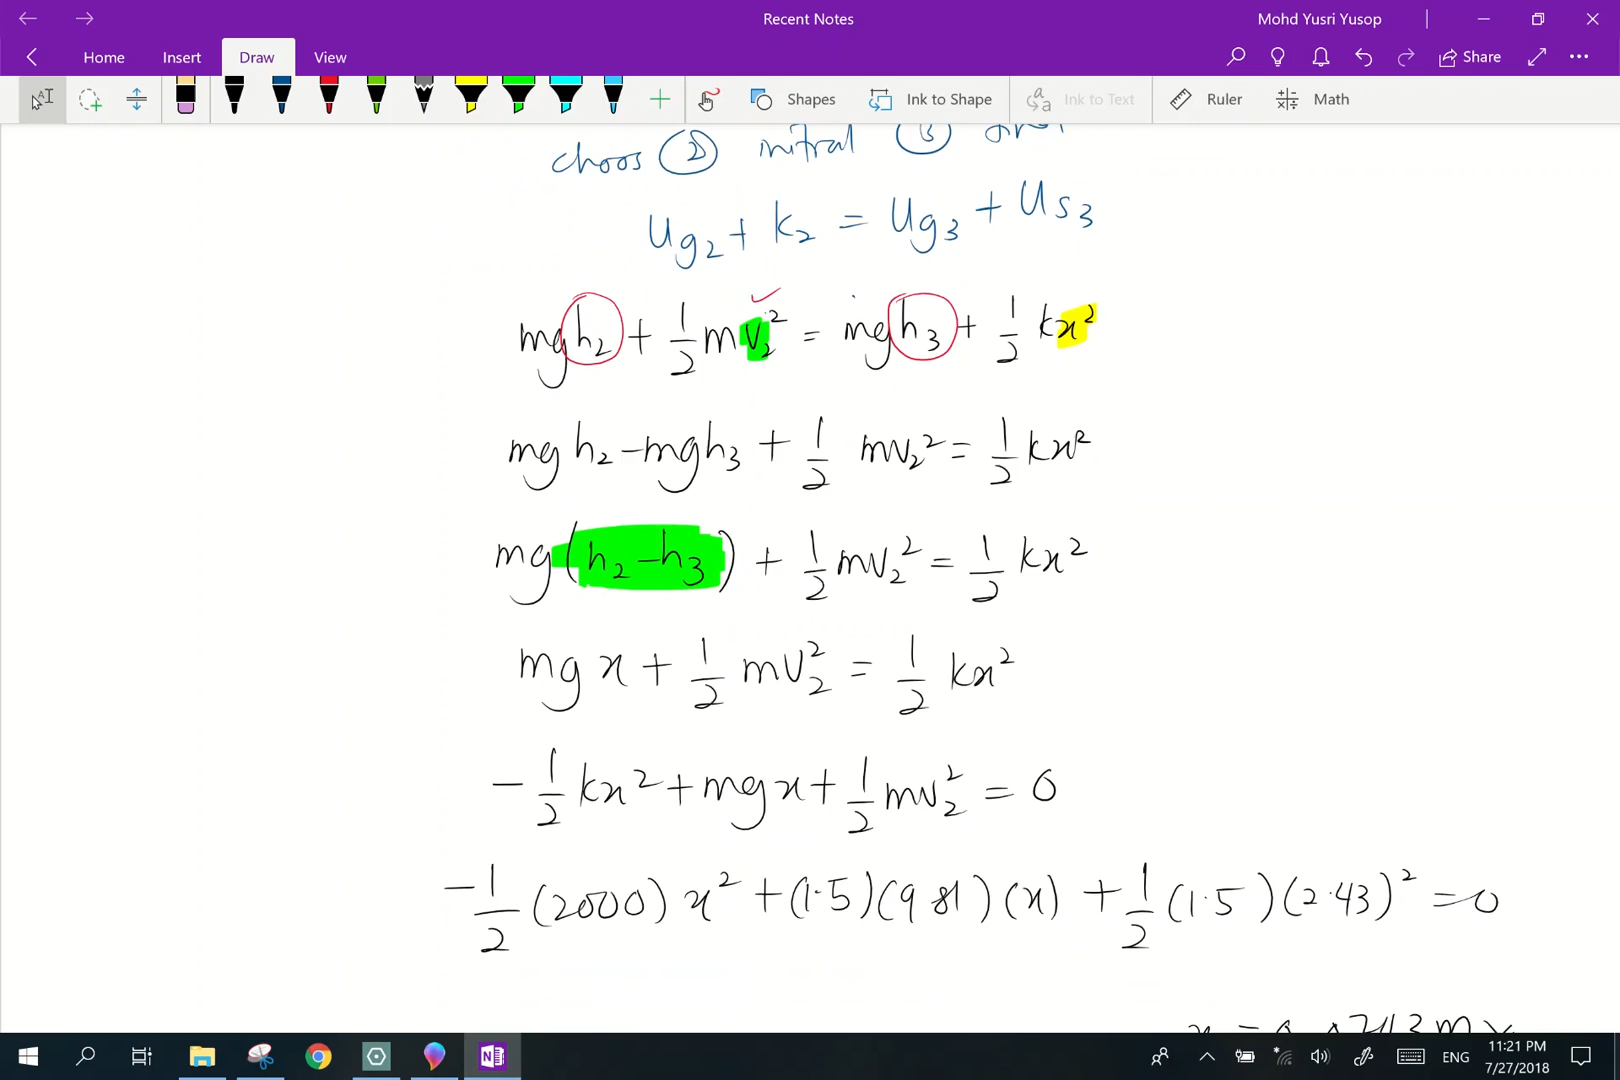 Recent Notes
Mohd Yusri Yusop
Home Insert Draw View
Share
Shapes Ink to Shape Ink to Text Ruler Math
choos ② initial ③
Ug₂ + k₂ = Ug₃ + Us₃
mgh₂ + 1/2 mv₂² = mgh₃ + 1/2 kx²
mgh₂ - mgh₃ + 1/2 mv₂² = 1/2 kx²
mg(h₂ - h₃) + 1/2 mv₂² = 1/2 kx²
mgx + 1/2 mv₂² = 1/2 kx²
- 1/2 kx² + mgx + 1/2 mv₂² = 0
- 1/2 (2000) x² + (1.5)(9 81)(x) + 1/2 (1.5)(2.43)² = 0
ENG
11:21 PM
7/27/2018